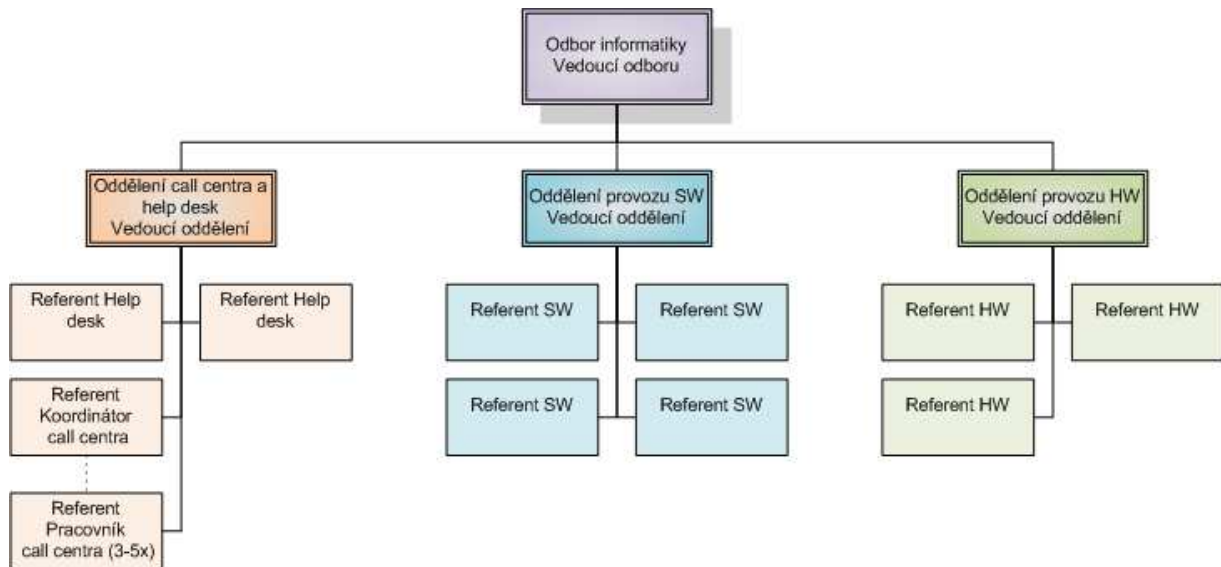 Odbor informatiky
Vedoucí odboru
Oddělení call centra a
help desk
Vedoucí oddělení
Oddělení provozu SW
Vedoucí oddělení
Oddělení provozu HW
Vedoucí oddělení
Referent Help
desk
Referent Help
desk
Referent SW
Referent SW
Referent HW
Referent HW
Referent
Koordinátor
call centra
Referent SW
Referent SW
Referent HW
Referent
Pracovník
call centra (3-5x)